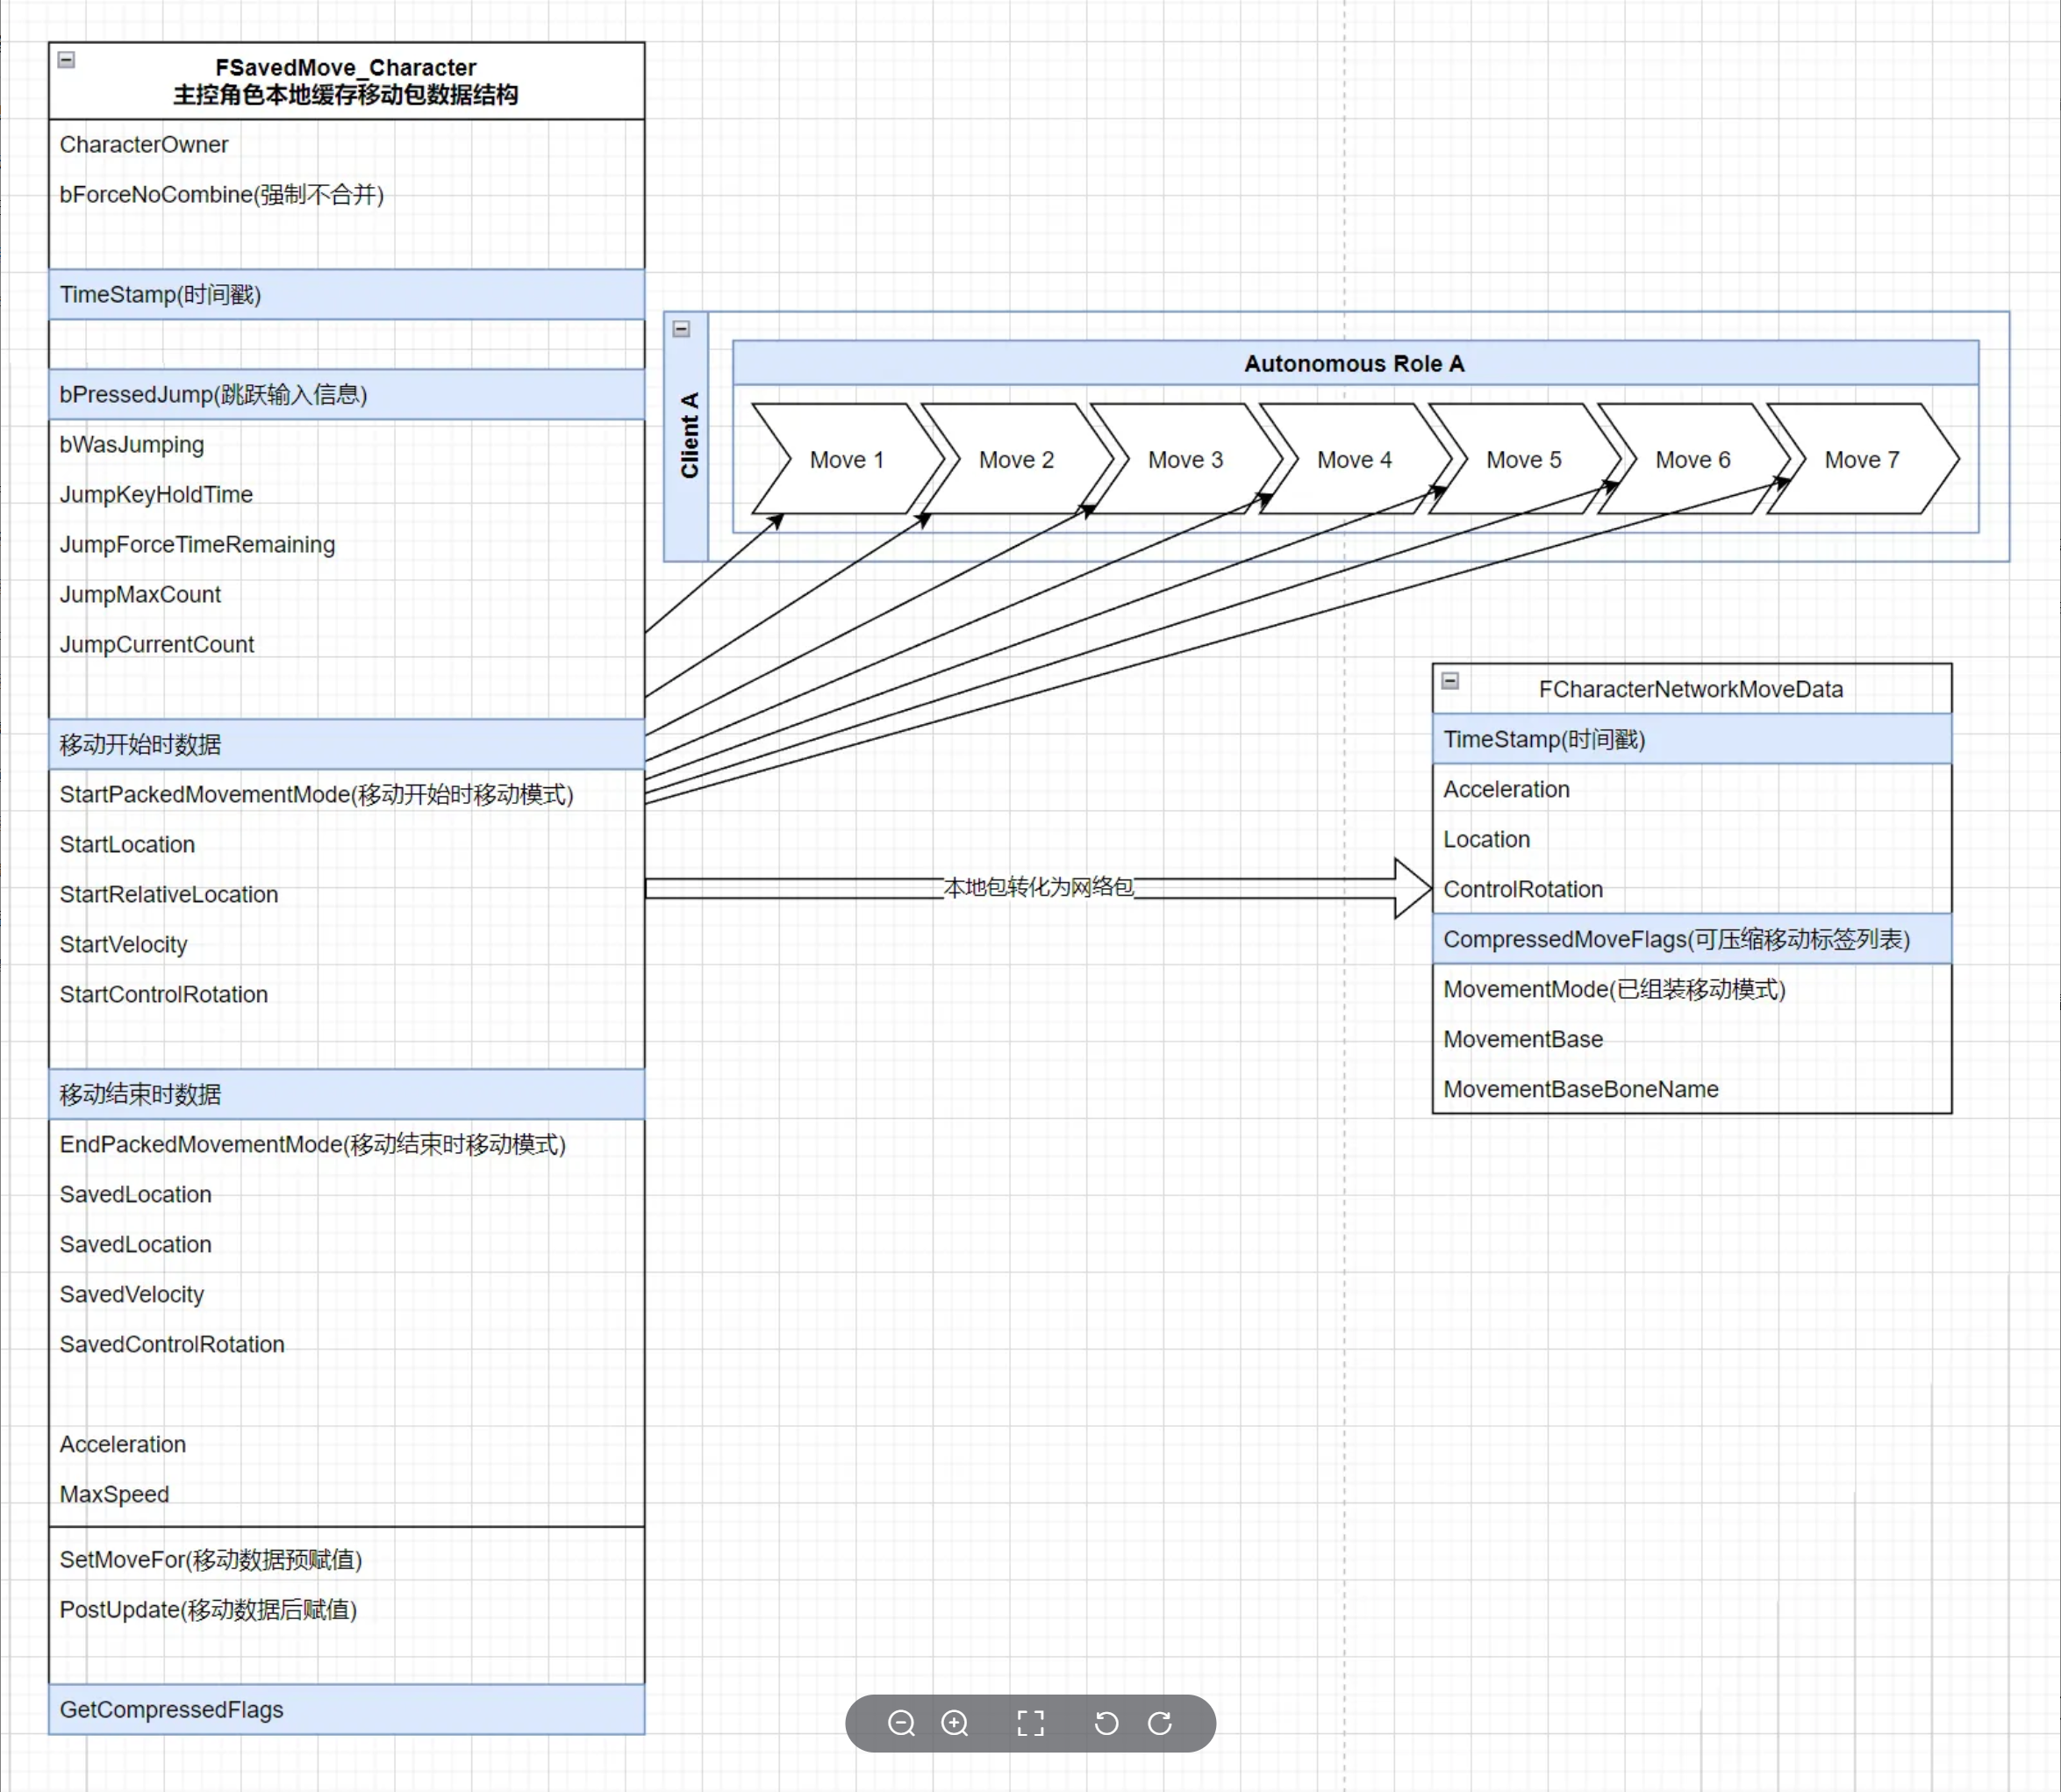 FSavedMove_Character
主控角色本地缓存移动包数据结构
CharacterOwner
bForceNoCombine(强制不合并)
TimeStamp(时间戳)
bPressedJump(跳跃输入信息)
bWasJumping
JumpKeyHoldTime
JumpForceTimeRemaining
JumpMaxCount
JumpCurrentCount
移动开始时数据
StartPackedMovementMode(移动开始时移动模式)
StartLocation
StartRelativeLocation
StartVelocity
StartControlRotation
移动结束时数据
EndPackedMovementMode(移动结束时移动模式)
SavedLocation
SavedLocation
SavedVelocity
SavedControlRotation
Acceleration
MaxSpeed
SetMoveFor(移动数据预赋值)
PostUpdate(移动数据后赋值)
GetCompressedFlags
Client A
Autonomous Role A
Move 1
Move 2
Move 3
Move 4
Move 5
Move 6
Move 7
本地包转化为网络包
FCharacterNetworkMoveData
TimeStamp(时间戳)
Acceleration
Location
ControlRotation
CompressedMoveFlags(可压缩移动标签列表)
MovementMode(已组装移动模式)
MovementBase
MovementBaseBoneName